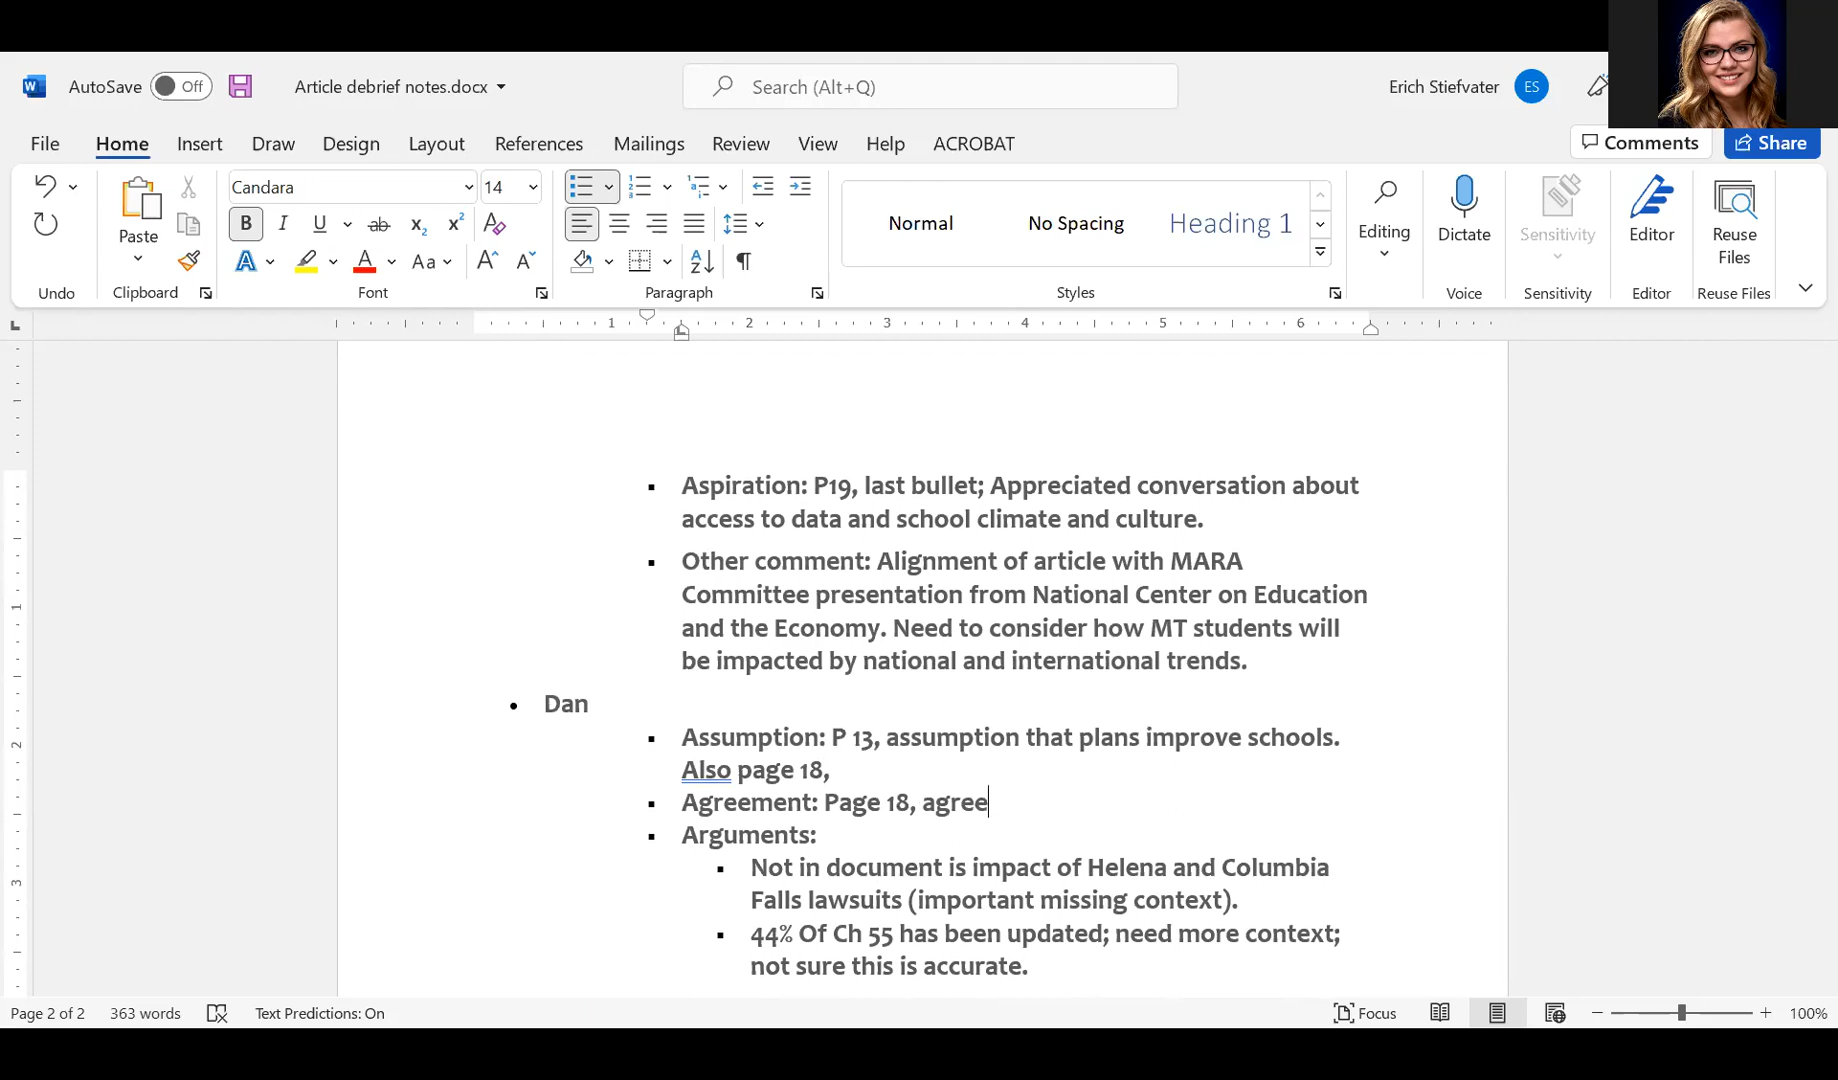 AutoSave Off Article debrief notes.docx Search (Alt+Q) Erich Stiefvater ES
File Home Insert Draw Design Layout References Mailings Review View Help ACROBAT Comments Share
Candara 14
Paste
Normal No Spacing Heading 1
Editing Dictate Sensitivity Editor Reuse Files
Undo Clipboard Font Paragraph Styles Voice Sensitivity Editor Reuse Files
1 2 3 4 5 6
Aspiration: P19, last bullet; Appreciated conversation about
access to data and school climate and culture.
Other comment: Alignment of article with MARA
Committee presentation from National Center on Education
and the Economy. Need to consider how MT students will
be impacted by national and international trends.
Dan
Assumption: P 13, assumption that plans improve schools.
Also page 18,
Agreement: Page 18, agree
Arguments:
Not in document is impact of Helena and Columbia
Falls lawsuits (important missing context).
44% Of Ch 55 has been updated; need more context;
not sure this is accurate.
Page 2 of 2 363 words Text Predictions: On Focus 100%